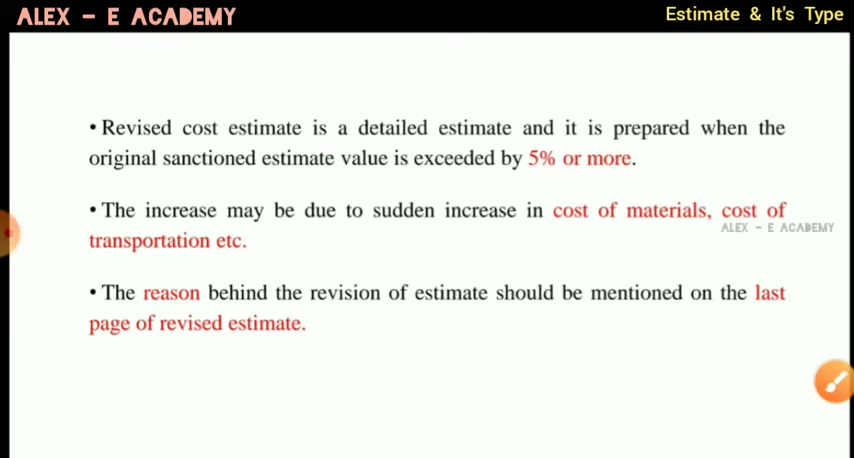 ALEX - E ACADEMY
Estimate & It's Type
• Revised cost estimate is a detailed estimate and it is prepared when the
original sanctioned estimate value is exceeded by 5% or more.
• The increase may be due to sudden increase in cost of materials, cost of
ALEX - E ACADEMY
transportation etc.
• The reason behind the revision of estimate should be mentioned on the last
page of revised estimate.